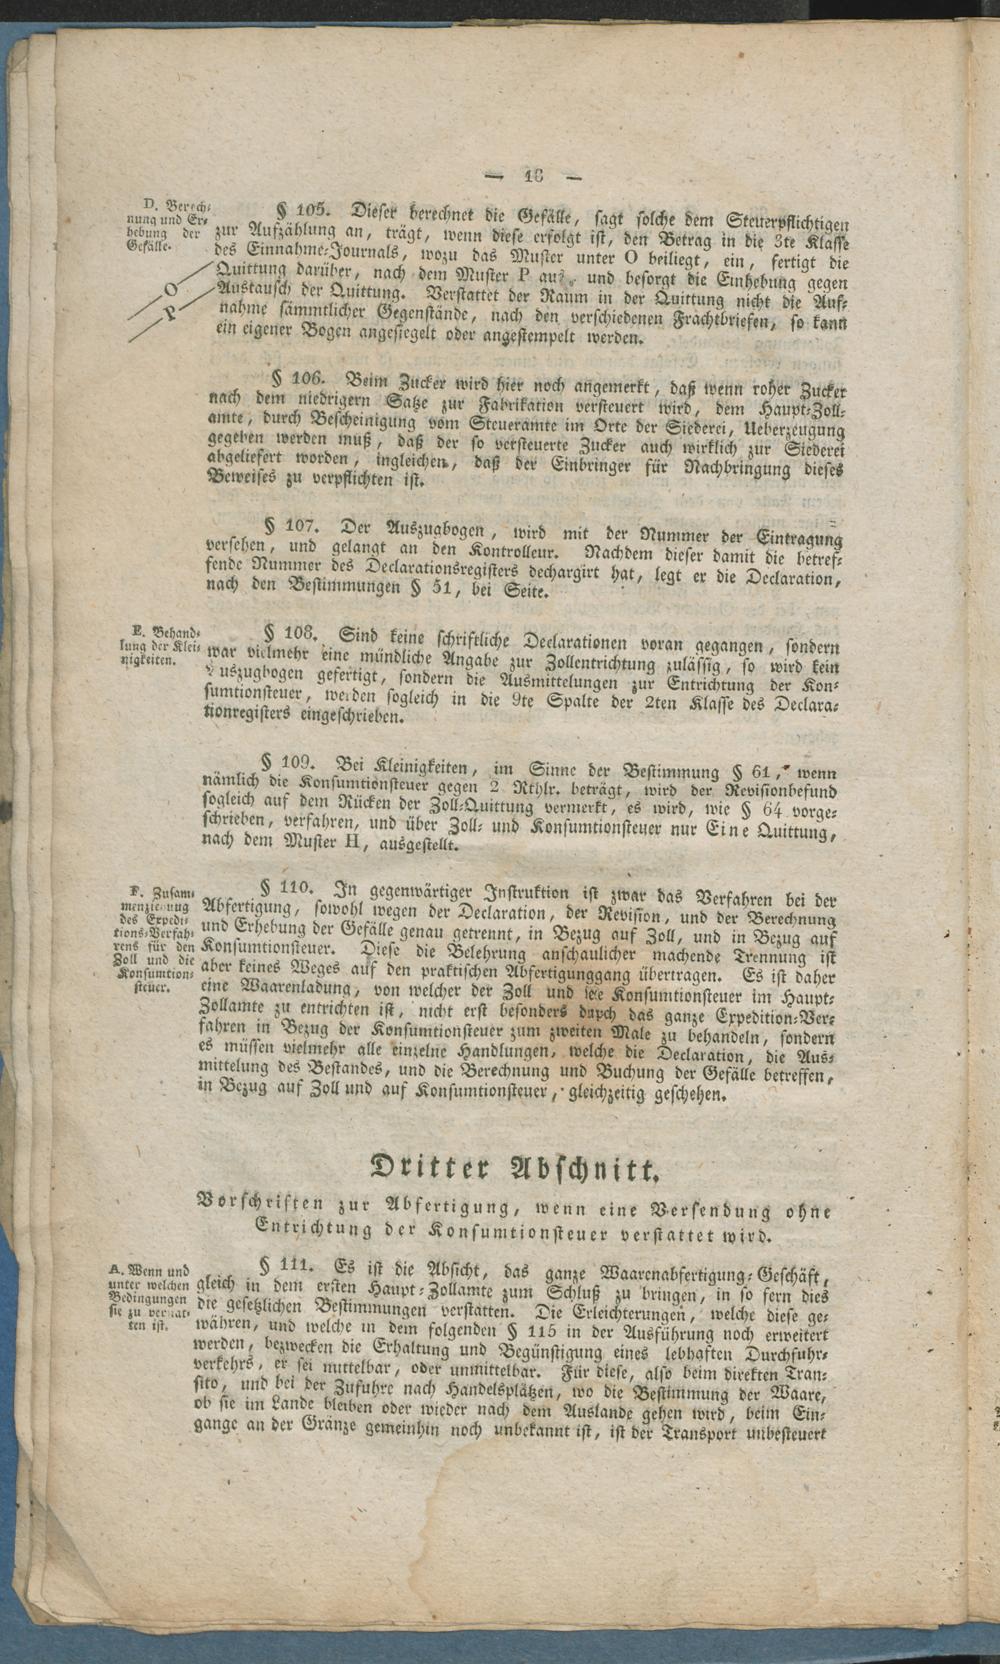 — 16 —
D. Berech⸗
nung und Er⸗
hebung der
Gefälle.
O
P
§ 105. Dieser berechnet die Gefälle, sagt solche dem Steuerpflichtigen
zur Aufzählung an, trägt, wenn diese erfolgt ist, den Betrag in die 3te Klasse
des Einnahme⸗Journals, wozu das Muster unter O beiliegt, ein, fertigt die
Quittung darüber, nach dem Muster P aus, und besorgt die Einhebung gegen
Austausch der Quittung. Verstattet der Raum in der Quittung nicht die Auf⸗
nahme sämmtlicher Gegenstände, nach den verschiedenen Frachtbriefen, so kann
ein eigener Bogen angesiegelt oder angestempelt werden.
§ 106. Beim Zucker wird hier noch angemerkt, daß wenn roher Zucker
nach dem niedrigern Satze zur Fabrikation versteuert wird, dem Haupt⸗Zoll⸗
amte, durch Bescheinigung vom Steueramte im Orte der Siederei, Ueberzeugung
gegeben werden muß, daß der so versteuerte Zucker auch wirklich zur Siederei
abgeliefert worden, ingleichen, daß der Einbringer für Nachbringung dieses
Beweises zu verpflichten ist.
§ 107. Der Auszugbogen, wird mit der Nummer der Eintragung
versehen, und gelangt an den Kontrolleur. Nachdem dieser damit die betref⸗
fende Nummer des Declarationsregisters dechargirt hat, legt er die Declaration,
nach den Bestimmungen § 51, bei Seite.
E. Behand⸗
lung der Klei⸗
nigkeiten.
§ 108. Sind keine schriftliche Declarationen voran gegangen, sondern
war vielmehr eine mündliche Angabe zur Zollentrichtung zulässig, so wird kein
Auszugbogen gefertigt, sondern die Ausmittelungen zur Entrichtung der Kon⸗
sumtionsteuer, werden sogleich in die 9te Spalte der 2ten Klasse des Declara⸗
tionregisters eingeschrieben.
§ 109. Bei Kleinigkeiten, im Sinne der Bestimmung § 61, wenn
nämlich die Konsumtionsteuer gegen 2 Rthlr. beträgt, wird der Revisionbefund
sogleich auf dem Rücken der Zoll⸗Quittung vermerkt, es wird, wie § 64 vorge⸗
schrieben, verfahren, und über Zoll⸗ und Konsumtionsteuer nur Eine Quittung,
nach dem Muster H, ausgestellt.
F. Zusam⸗
menziehung
des Expedi⸗
tions⸗Verfah⸗
rens für den
Zoll und die
Konsumtion⸗
steuer.
§ 110. In gegenwärtiger Instruktion ist zwar das Verfahren bei der
Abfertigung, sowohl wegen der Declaration, der Revision, und der Berechnung
und Erhebung der Gefälle genau getrennt, in Bezug auf Zoll, und in Bezug auf
Konsumtionsteuer. Diese die Belehrung anschaulicher machende Trennung ist
aber keines Weges auf den praktischen Abfertigunggang übertragen. Es ist daher
eine Waarenladung, von welcher der Zoll und die Konsumtionsteuer im Haupt⸗
Zollamte zu entrichten ist, nicht erst besonders durch das ganze Expedition⸗Ver⸗
fahren in Bezug der Konsumtionsteuer zum zweiten Male zu behandeln, sondern
es müssen vielmehr alle einzelne Handlungen, welche die Declaration, die Aus⸗
mittelung des Bestandes, und die Berechnung und Buchung der Gefälle betreffen,
in Bezug auf Zoll und auf Konsumtionsteuer, gleichzeitig geschehen.
Dritter Abschnitt.
Vorschriften zur Abfertigung, wenn eine Versendung ohne
Entrichtung der Konsumtionsteuer verstattet wird.
A. Wenn und
unter welchen
Bedingungen
sie zu verstat⸗
ten ist.
§ 111. Es ist die Absicht, das ganze Waarenabfertigung⸗Geschäft,
gleich in dem ersten Haupt⸗Zollamte zum Schluß zu bringen, in so fern dies
die gesetzlichen Bestimmungen verstatten. Die Erleichterungen, welche diese ge⸗
währen, und welche in dem folgenden § 115 in der Ausführung noch erweitert
werden, bezwecken die Erhaltung und Begünstigung eines lebhaften Durchfuhr⸗
verkehrs, er sei mittelbar, oder unmittelbar. Für diese, also beim direkten Tran⸗
sito, und bei der Zufuhre nach Handelsplätzen, wo die Bestimmung der Waare,
ob sie im Lande bleiben oder wieder nach dem Auslande gehen wird, beim Ein⸗
gange an der Gränze gemeinhin noch unbekannt ist, ist der Transport unbesteuert